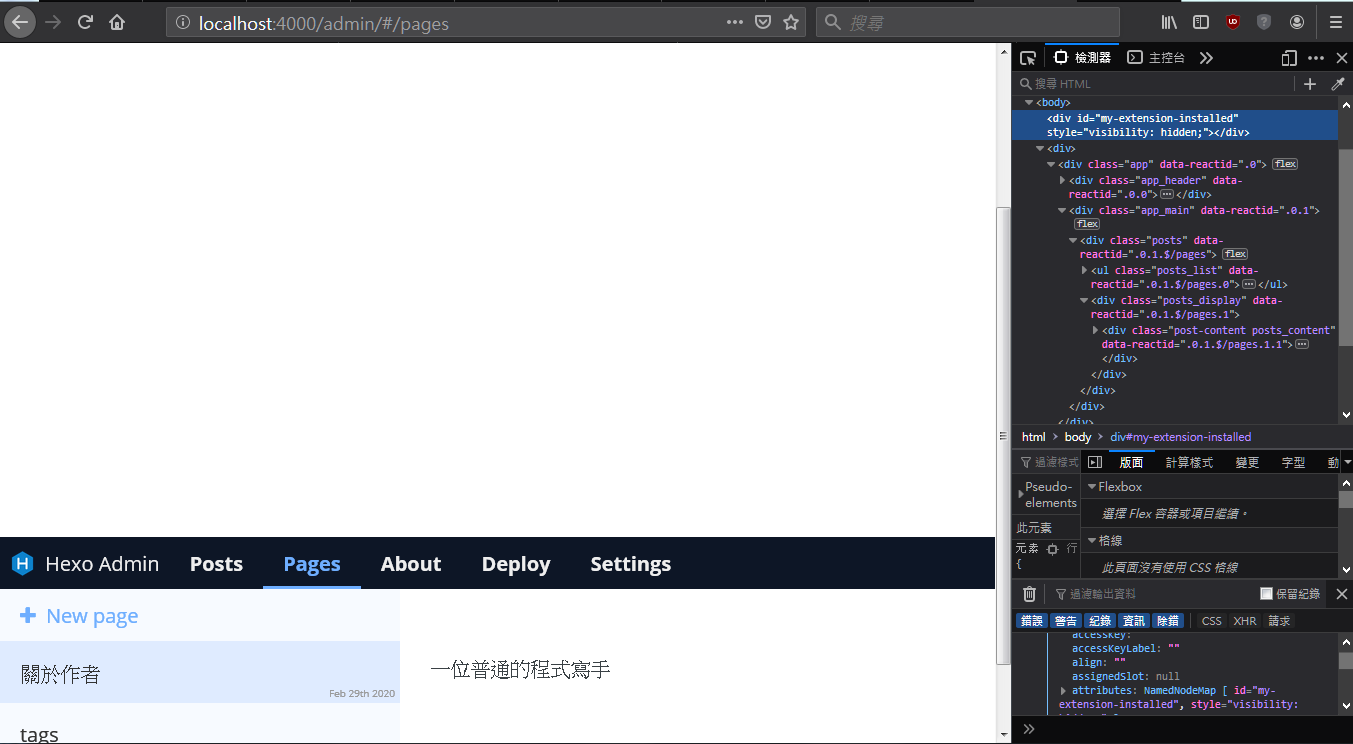 localhost:4000/admin/#/pages
搜尋
Hexo Admin Posts Pages About Deploy Settings
New page
關於作者
Feb 29th 2020
tags
一位普通的程式寫手
檢測器 主控台
搜尋 HTML
<body>
<div id="my-extension-installed"
style="visibility: hidden;"></div>
<div>
<div class="app" data-reactid=".0"> flex
<div class="app_header" data-
reactid=".0.0"> </div>
<div class="app_main" data-reactid=".0.1">
flex
<div class="posts" data-
reactid=".0.1.$/pages"> flex
<ul class="posts_list" data-
reactid=".0.1.$/pages.0"> </ul>
<div class="posts_display" data-
reactid=".0.1.$/pages.1">
<div class="post-content posts_content"
data-reactid=".0.1.$/pages.1.1">
</div>
</div>
</div>
</div>
</div>
html > body > div#my-extension-installed
過濾樣式
Pseudo-
elements
此元素
元素 行
{
版面 計算樣式 變更 字型 動
Flexbox
選擇 Flex 容器或項目繼續。
格線
此頁面沒有使用 CSS 格線
過濾輸出資料 保留紀錄
錯誤 警告 紀錄 資訊 除錯 CSS XHR 請求
accessKey:
accessKeyLabel: ""
align: ""
assignedSlot: null
attributes: NamedNodeMap [ id="my-
extension-installed", style="visibility: